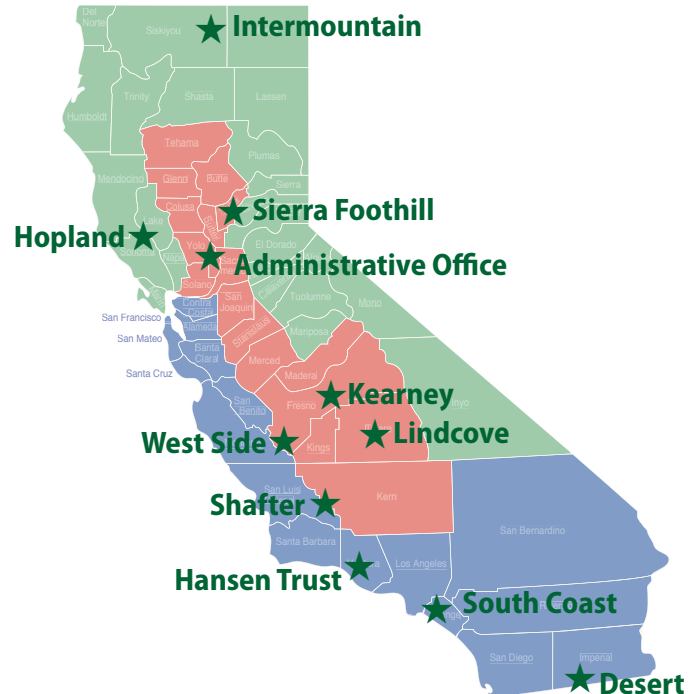 Del
Norte
Siskiyou
Intermountain
Trinity
Shasta
Lassen
Humboldt
Tehama
Plumas
Mendocino
Glenn
Butte
Sierra
Colusa
Lake
Sutter
Sierra Foothill
Hopland
Sonoma
Napa
Yolo
El Dorado
Administrative Office
Solano
San
Joaquin
Calaveras
Tuolumne
Mono
Contra
Costa
San Francisco
Alameda
Stanislaus
Mariposa
San Mateo
Santa
Clara
Merced
Santa Cruz
Madera
San
Benito
Fresno
Kearney
Inyo
West Side
Kings
Lindcove
San Luis
Shafter
Kern
Santa Barbara
Los Angeles
San Bernardino
Hansen Trust
South Coast
San Diego
Imperial
Desert